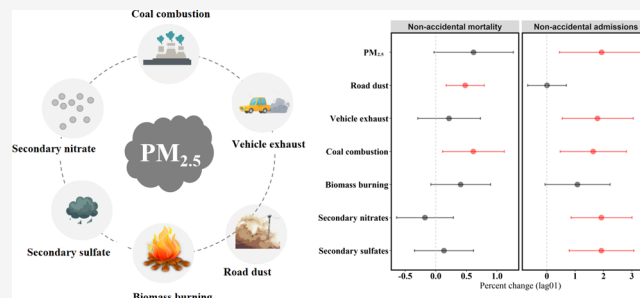 Coal combustion
Secondary nitrate
Vehicle exhaust
PM2.5
Secondary sulfate
Road dust
Biomass burning
Non-accidental mortality
Non-accidental admissions
PM2.5
Road dust
Vehicle exhaust
Coal combustion
Biomass burning
Secondary nitrates
Secondary sulfates
-0.5 0.0 0.5 1.0
0 1 2 3
Percent change (lag01)